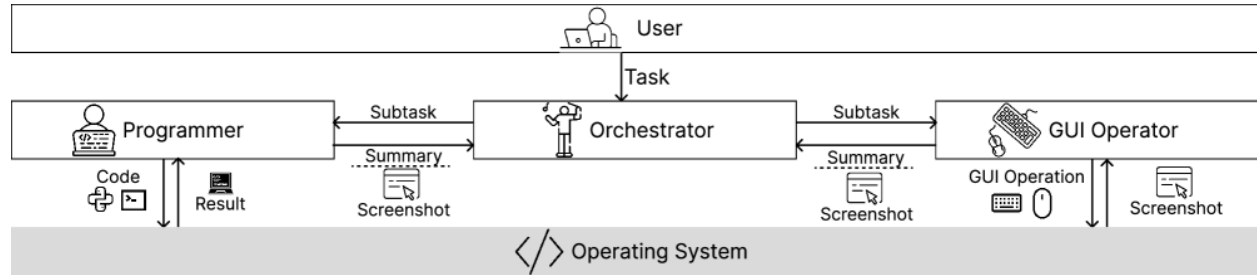 User
Task
Programmer
Subtask
Summary
Screenshot
Orchestrator
Subtask
Summary
Screenshot
GUI Operator
Code
Result
GUI Operation
Screenshot
</> Operating System